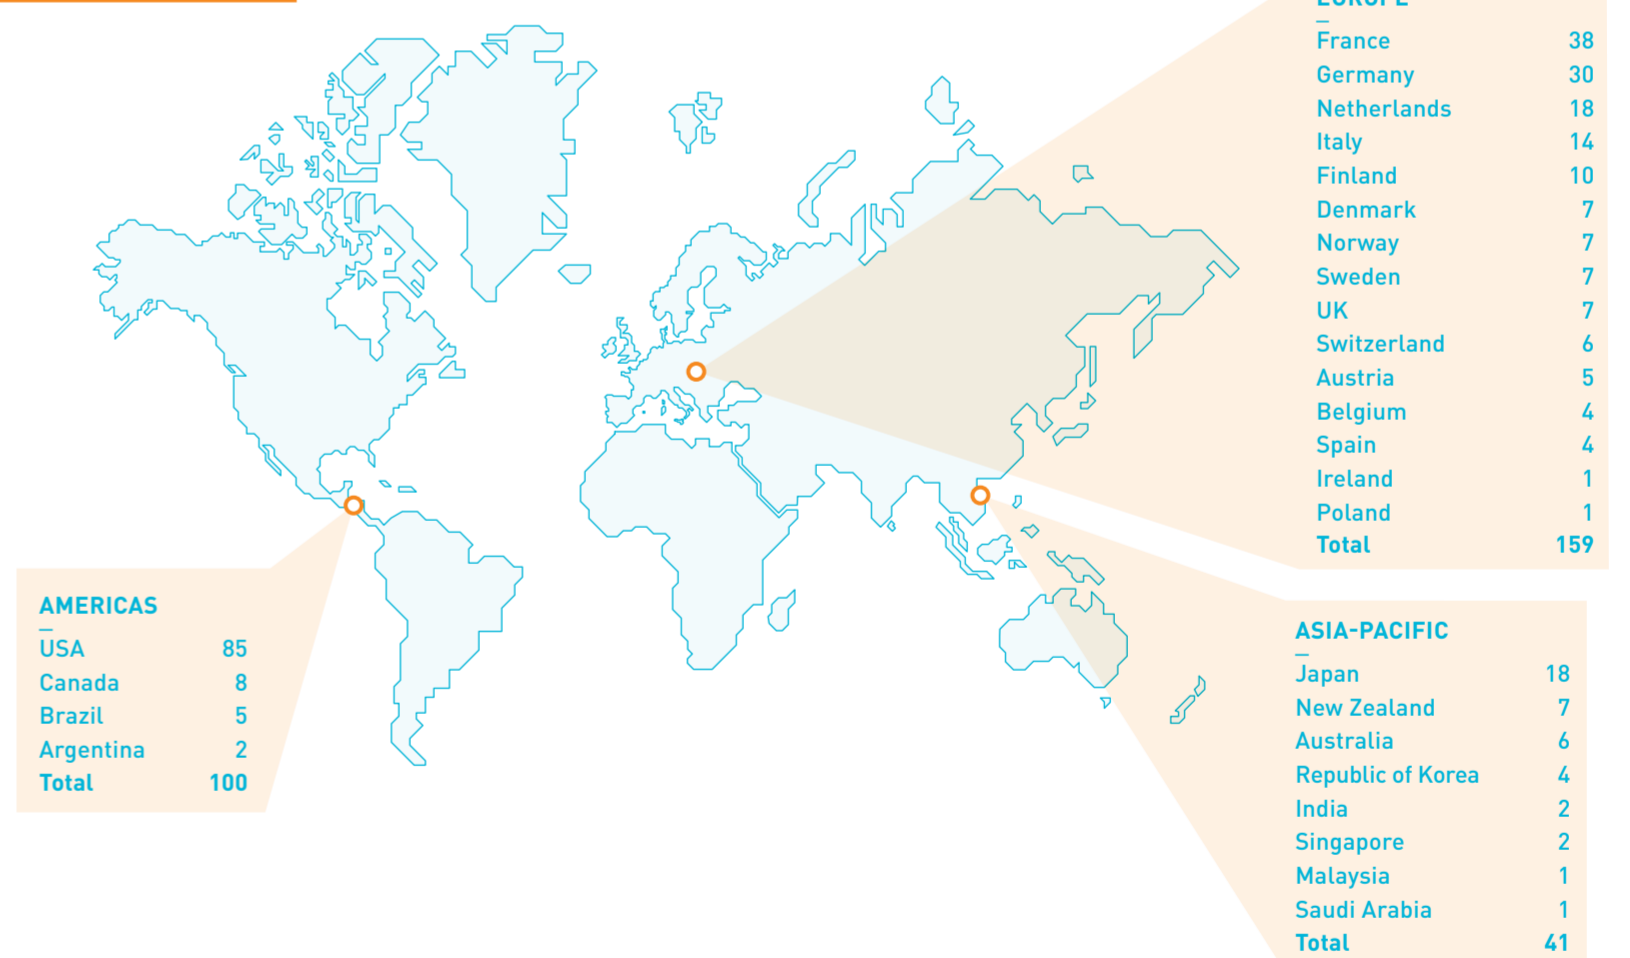 EUROPE
France 38
Germany 30
Netherlands 18
Italy 14
Finland 10
Denmark 7
Norway 7
Sweden 7
UK 7
Switzerland 6
Austria 5
Belgium 4
Spain 4
Ireland 1
Poland 1
Total 159
AMERICAS
USA 85
Canada 8
Brazil 5
Argentina 2
Total 100
ASIA-PACIFIC
Japan 18
New Zealand 7
Australia 6
Republic of Korea 4
India 2
Singapore 2
Malaysia 1
Saudi Arabia 1
Total 41